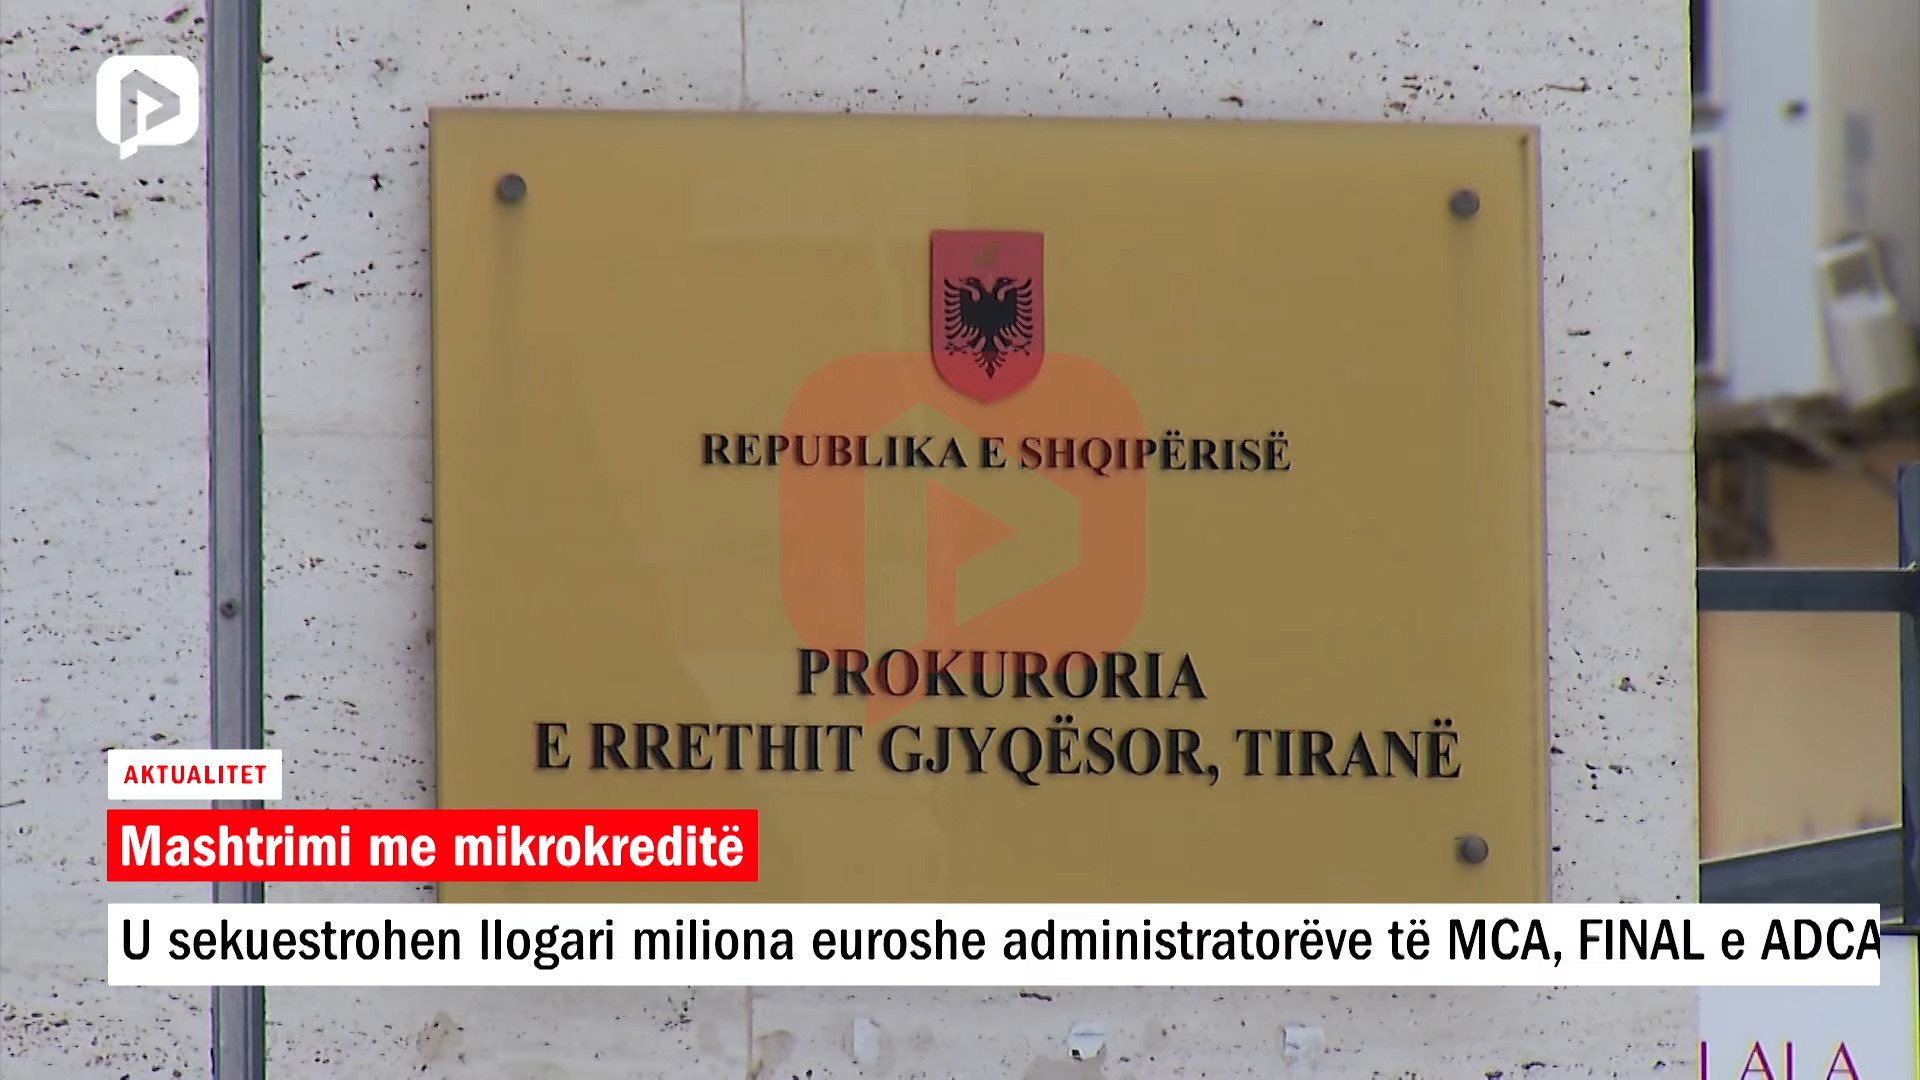 REPUBLIKA E SHQIPËRISË
PROKURORIA
E RRETHIT GJYQËSOR, TIRANË
AKTUALITET
Mashtrimi me mikrokreditë
U sekuestrohen llogari miliona euroshe administratorëve të MCA, FINAL e ADCA